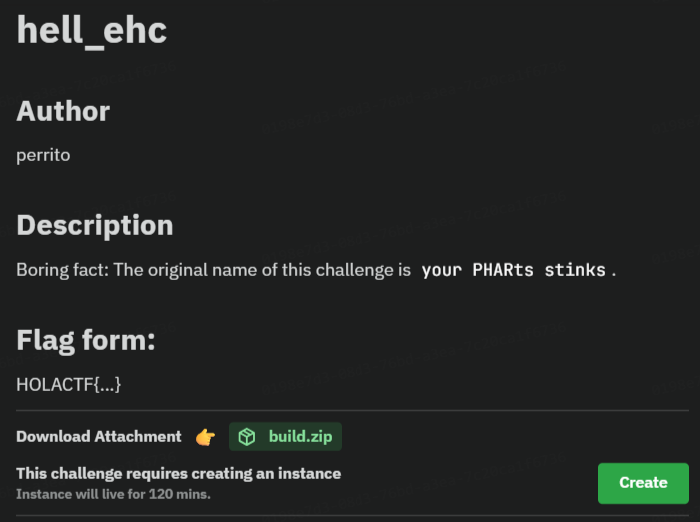 hell_ehc
Author
perrito
Description
Boring fact: The original name of this challenge is your PHARts stinks.
Flag form:
HOLACTF{...}
Download Attachment 👉 build.zip
This challenge requires creating an instance
Instance will live for 120 mins.
Create